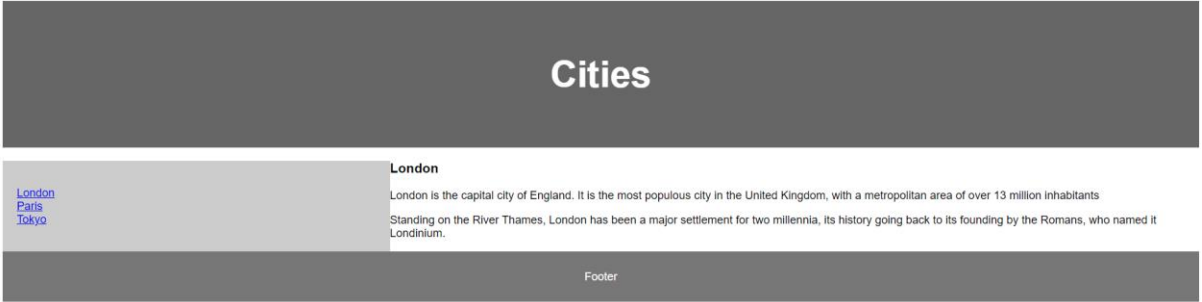 Cities
London
Paris
Tokyo
London
London is the capital city of England. It is the most populous city in the United Kingdom, with a metropolitan area of over 13 million inhabitants
Standing on the River Thames, London has been a major settlement for two millennia, its history going back to its founding by the Romans, who named it
Londinium.
Footer